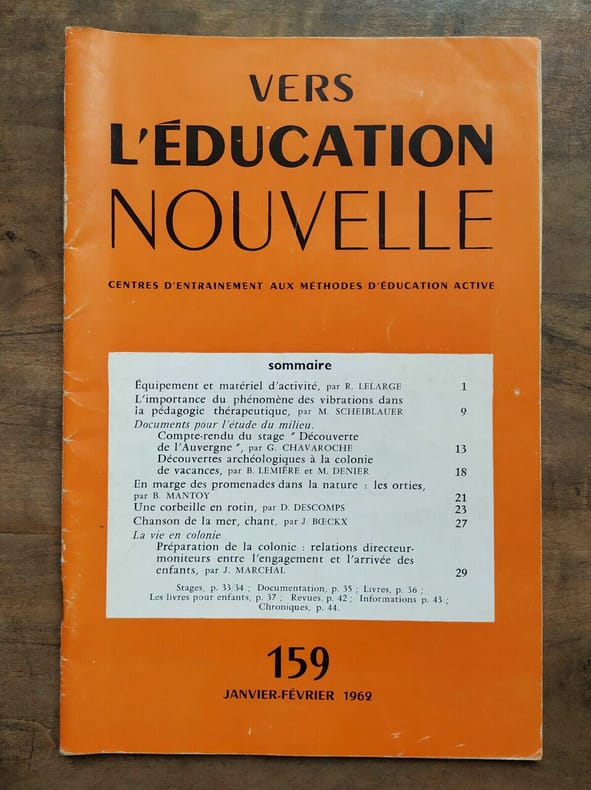 VERS
L'ÉDUCATION
NOUVELLE
CENTRES D'ENTRAINEMENT AUX MÉTHODES D'ÉDUCATION ACTIVE
sommaire
Équipement et matériel d'activité, par R. LELARGE 1
L'importance du phénomène des vibrations dans
la pédagogie thérapeutique, par M. SCHEIBLAUER 9
Documents pour l'étude du milieu.
Compte-rendu du stage " Découverte
de l'Auvergne ", par G. CHAVAROCHE 13
Découvertes archéologiques à la colonie
de vacances, par B. LEMIÈRE et M. DENIER 18
En marge des promenades dans la nature : les orties,
par B. MANTOY 21
Une corbeille en rotin, par D. DESCOMPS 23
Chanson de la mer, chant, par J. BŒCKX 27
La vie en colonie
Préparation de la colonie : relations directeur-
moniteurs entre l'engagement et l'arrivée des
enfants, par J. MARCHAL 29
Stages, p. 33/34 ; Documentation, p. 35 ; Livres, p. 36 ;
Les livres pour enfants, p. 37 ; Revues, p. 42 ; Informations p. 43 ;
Chroniques, p. 44.
159
JANVIER-FÉVRIER 1962